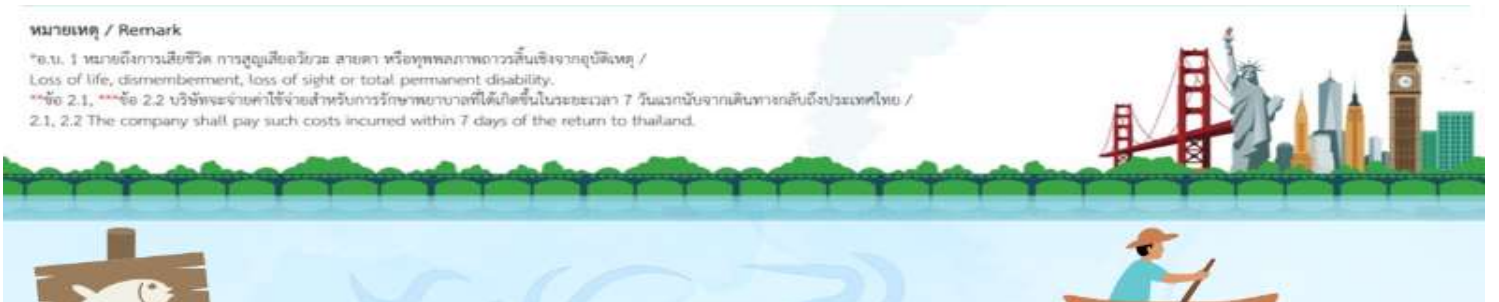 หมายเหตุ / Remark
*อ.บ. 1 หมายถึงการเสียชีวิต การสูญเสียอวัยวะ สายตา หรือทุพพลภาพถาวรสิ้นเชิงจากอุบัติเหตุ /
Loss of life, dismemberment, loss of sight or total permanent disability.
**ข้อ 2.1, ***ข้อ 2.2 บริษัทจะจ่ายค่าใช้จ่ายสำหรับการรักษาพยาบาลที่ได้เกิดขึ้นในระยะเวลา 7 วันแรกนับจากเดินทางกลับถึงประเทศไทย /
2.1, 2.2 The company shall pay such costs incurred within 7 days of the return to thailand.